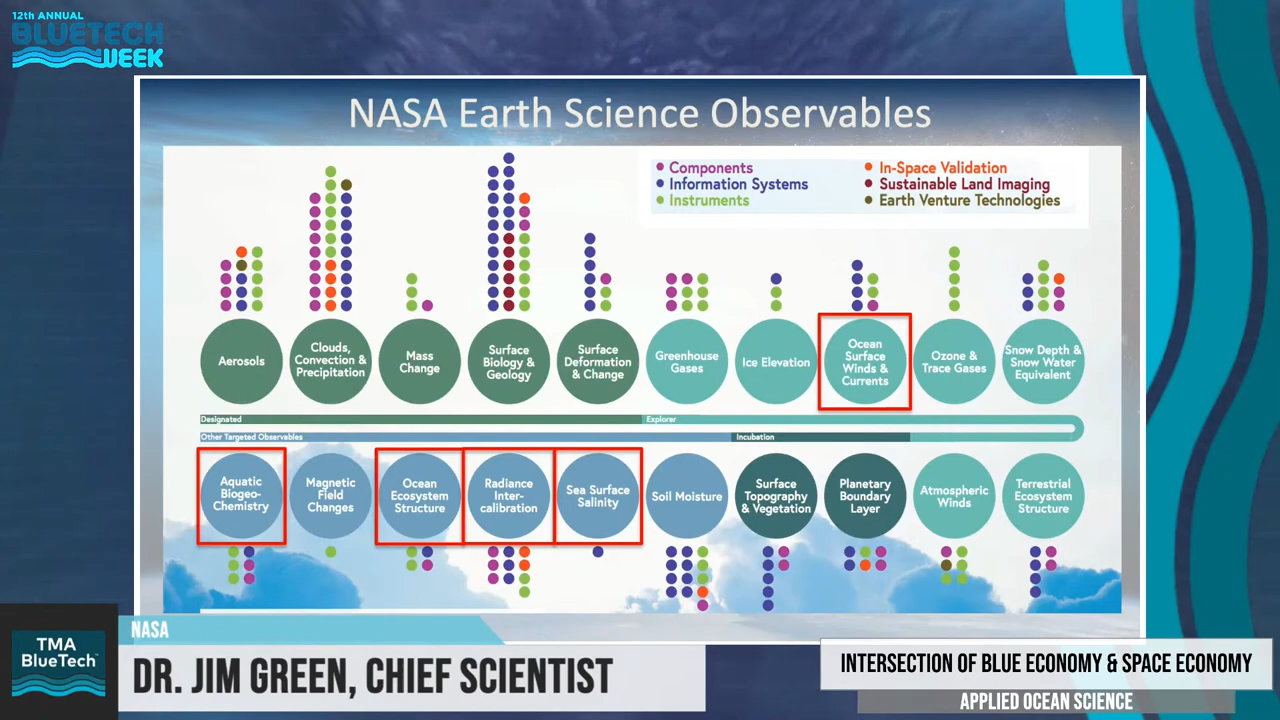 12th ANNUAL
BLUETECH
WEEK
NASA Earth Science Observables
Components
In-Space Validation
Information Systems
Sustainable Land Imaging
Instruments
Earth Venture Technologies
Aerosols
Clouds,
Convection &
Precipitation
Mass
Change
Surface
Biology &
Geology
Surface
Deformation
& Change
Greenhouse
Gases
Ice Elevation
Ocean
Surface
Winds &
Currents
Ozone &
Trace Gases
Snow Depth &
Snow Water
Equivalent
Designated
Explorer
Other Targeted Observables
Incubation
Aquatic
Biogeo-
Chemistry
Magnetic
Field
Changes
Ocean
Ecosystem
Structure
Radiance
Inter-
calibration
Sea Surface
Salinity
Soil Moisture
Surface
Topography
& Vegetation
Planetary
Boundary
Layer
Atmospheric
Winds
Terrestrial
Ecosystem
Structure
NASA
TMA
BlueTech™
DR. JIM GREEN, CHIEF SCIENTIST
INTERSECTION OF BLUE ECONOMY & SPACE ECONOMY
APPLIED OCEAN SCIENCE